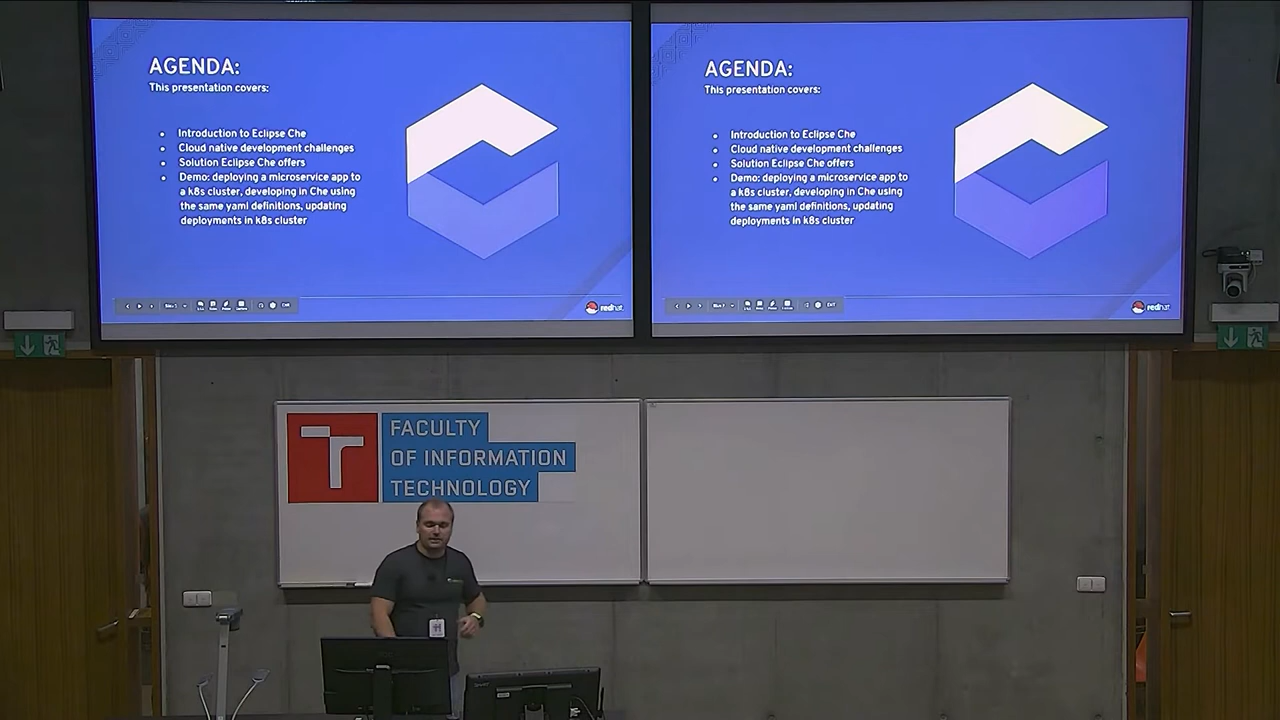 AGENDA:
This presentation covers:
Introduction to Eclipse Che
Cloud native development challenges
Solution Eclipse Che offers
Demo: deploying a microservice app to
a k8s cluster, developing in Che using
the same yaml definitions, updating
deployments in k8s cluster
redhat
AGENDA:
This presentation covers:
Introduction to Eclipse Che
Cloud native development challenges
Solution Eclipse Che offers
Demo: deploying a microservice app to
a k8s cluster, developing in Che using
the same yaml definitions, updating
deployments in k8s cluster
redhat
FACULTY
OF INFORMATION
TECHNOLOGY